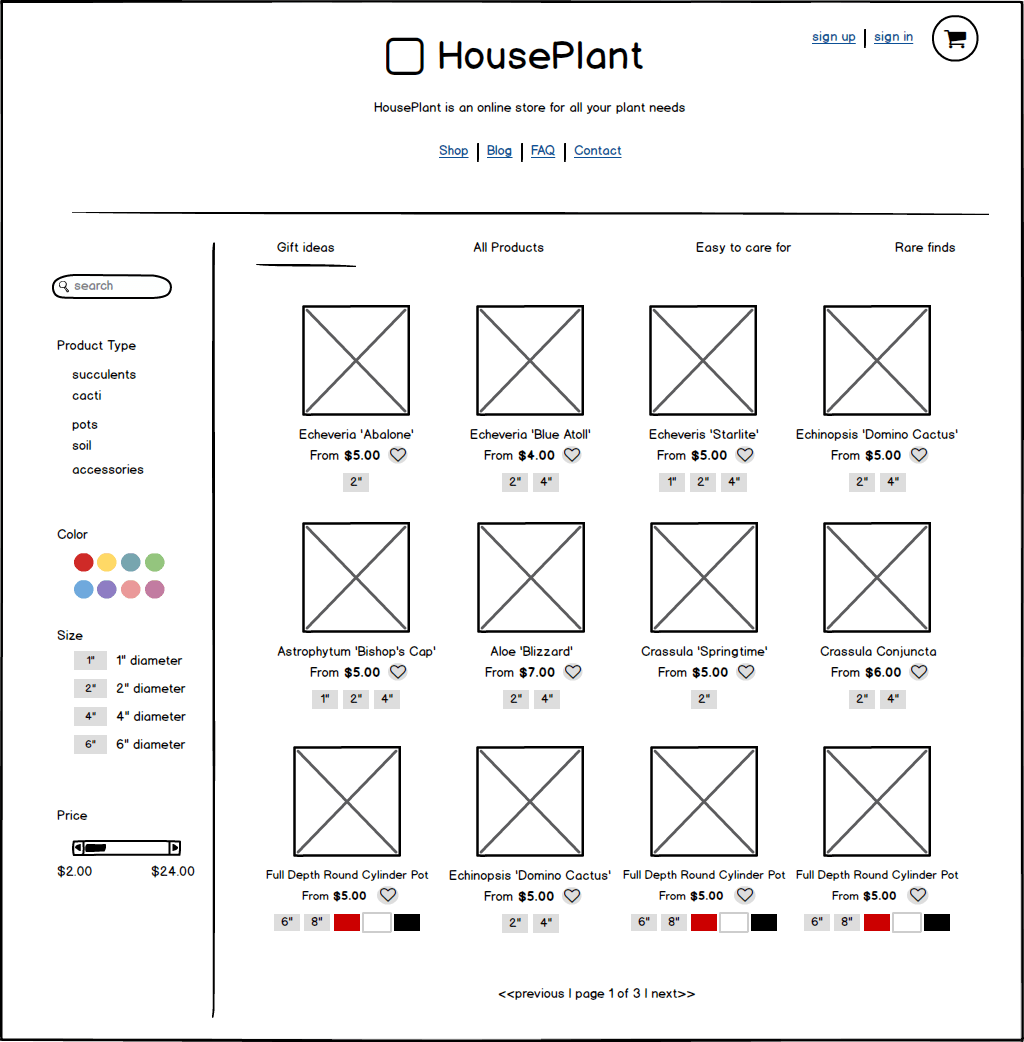 sign up | sign in
HousePlant
HousePlant is an online store for all your plant needs
Shop | Blog | FAQ | Contact
Gift ideas All Products Easy to care for Rare finds
search
Product Type
succulents
cacti
pots
soil
accessories
Color
Size
1" 1" diameter
2" 2" diameter
4" 4" diameter
6" 6" diameter
Price
$2.00 $24.00
Echeveria 'Abalone' Echeveria 'Blue Atoll' Echeveris 'Starlite' Echinopsis 'Domino Cactus'
From $5.00 From $4.00 From $5.00 From $5.00
2" 2" 4" 1" 2" 4" 2" 4"
Astrophytum 'Bishop's Cap' Aloe 'Blizzard' Crassula 'Springtime' Crassula Conjuncta
From $5.00 From $7.00 From $5.00 From $6.00
1" 2" 4" 2" 4" 2" 2" 4"
Full Depth Round Cylinder Pot Echinopsis 'Domino Cactus' Full Depth Round Cylinder Pot Full Depth Round Cylinder Pot
From $5.00 From $5.00 From $5.00 From $5.00
6" 8" 2" 4" 6" 8" 6" 8"
<<previous | page 1 of 3 | next>>